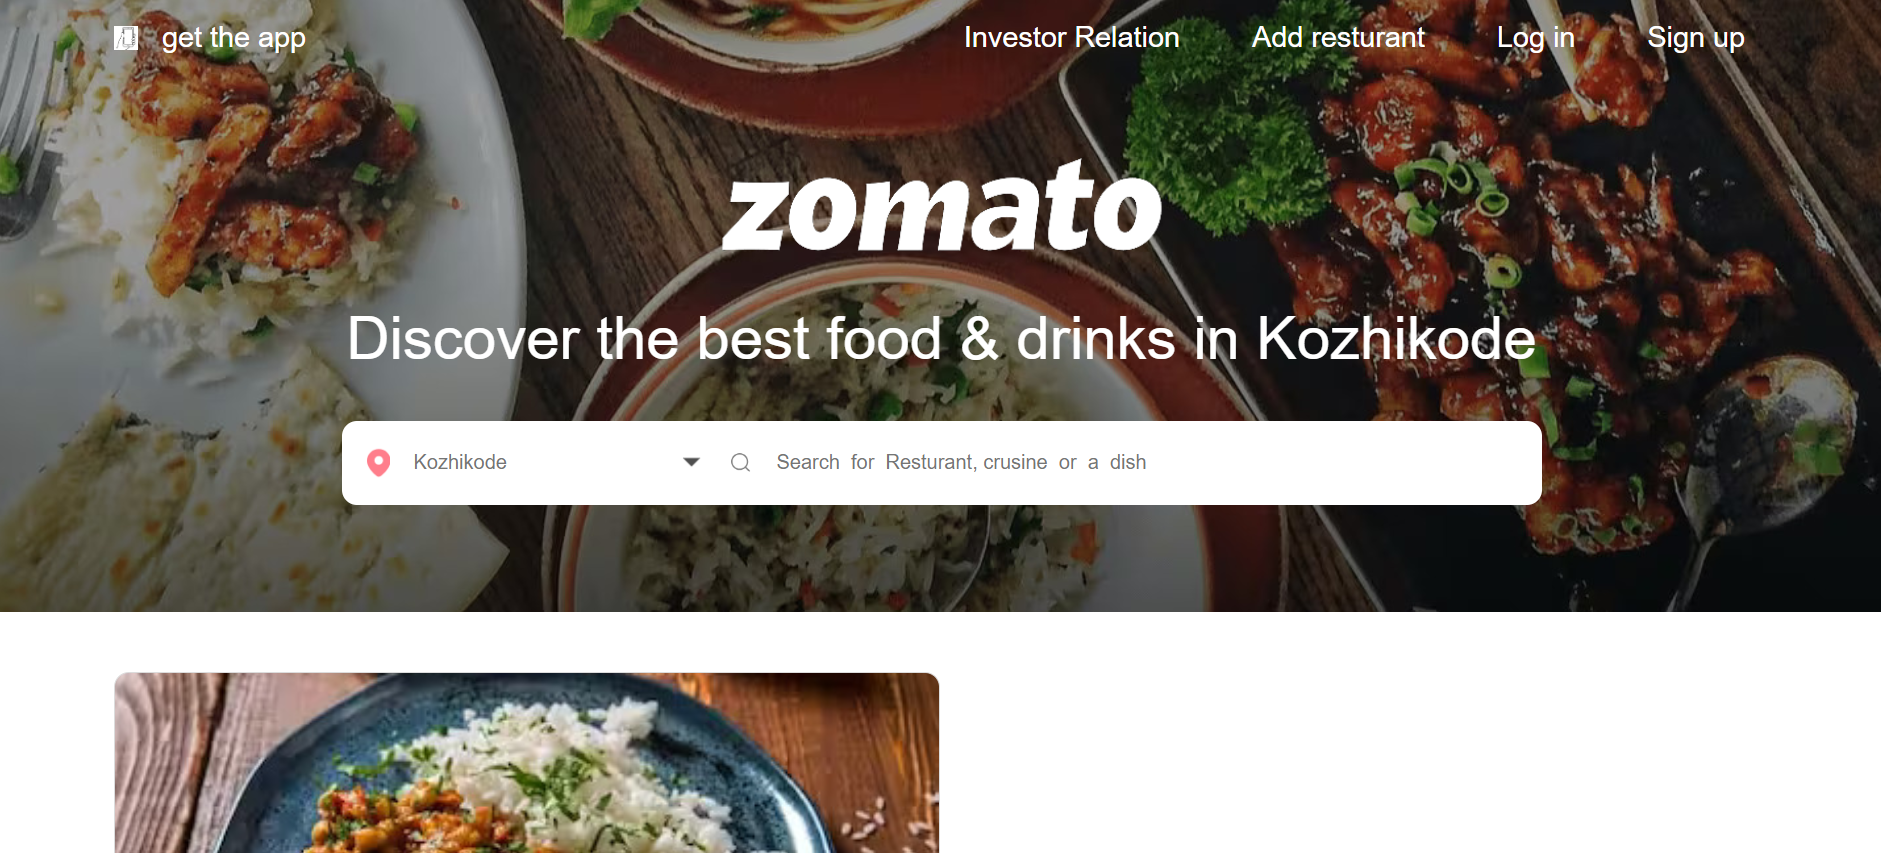 get the app
Investor Relation
Add resturant
Log in
Sign up
zomato
Discover the best food & drinks in Kozhikode
Kozhikode
Search for Resturant, crusine or a dish